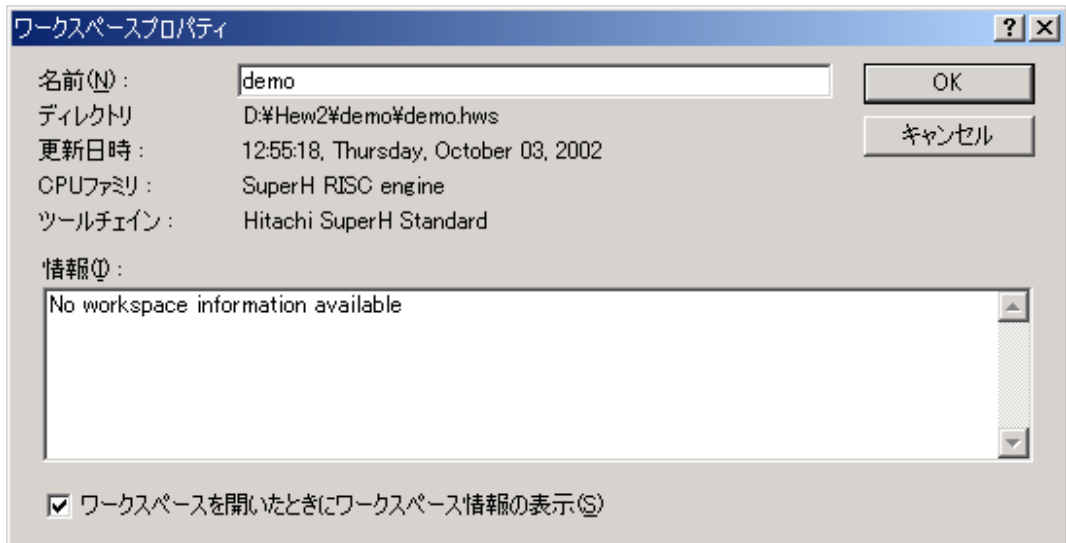 ワークスペースプロパティ
名前(N) : demo OK
ディレクトリ D:¥Hew2¥demo¥demo.hws
キャンセル
更新日時 : 12:55:18, Thursday, October 03, 2002
CPUファミリ : SuperH RISC engine
ツールチェイン : Hitachi SuperH Standard
情報(I) :
No workspace information available
ワークスペースを開いたときにワークスペース情報の表示(S)